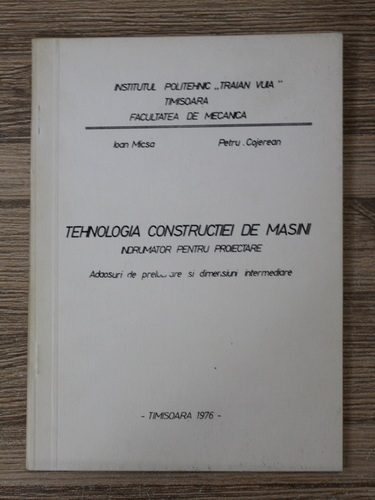 INSTITUTUL POLITEHNIC „TRAIAN VUIA"
TIMISOARA
FACULTATEA DE MECANICA
Ioan Micsa Petru Cojerean
TEHNOLOGIA CONSTRUCTIEI DE MASINI
INDRUMATOR PENTRU PROIECTARE
Adaosuri de si dimensiuni intermediare
- TIMISOARA 1976 -